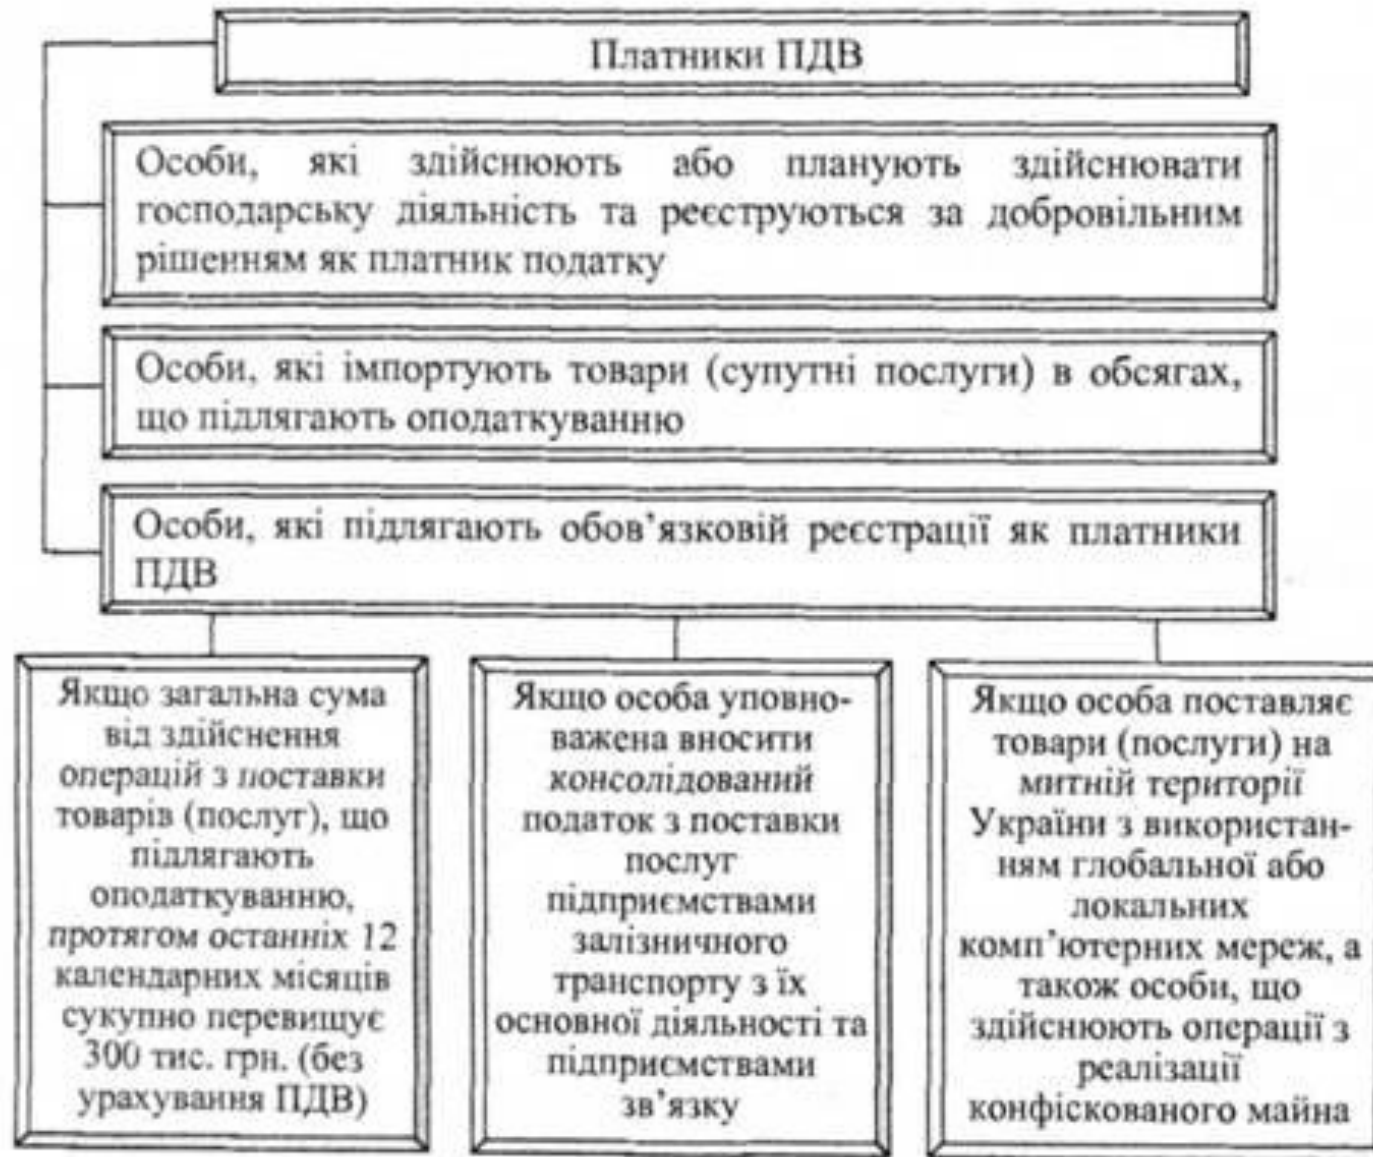 Платники ПДВ
Особи, які здійснюють або планують здійснювати
господарську діяльність та реєструються за добровільним
рішенням як платник податку
Особи, які імпортують товари (супутні послуги) в обсягах,
що підлягають оподаткуванню
Особи, які підлягають обов’язковій реєстрації як платники
ПДВ
Якщо загальна сума
від здійснення
операцій з поставки
товарів (послуг), що
підлягають
оподаткуванню,
протягом останніх 12
календарних місяців
сукупно перевищує
300 тис. грн. (без
урахування ПДВ)
Якщо особа уповно-
важена вносити
консолідований
податок з поставки
послуг
підприємствами
залізничного
транспорту з їх
основної діяльності та
підприємствами
зв’язку
Якщо особа поставляє
товари (послуги) на
митній території
України з використан-
ням глобальної або
локальних
комп’ютерних мереж, а
також особи, що
здійснюють операції з
реалізації
конфіскованого майна